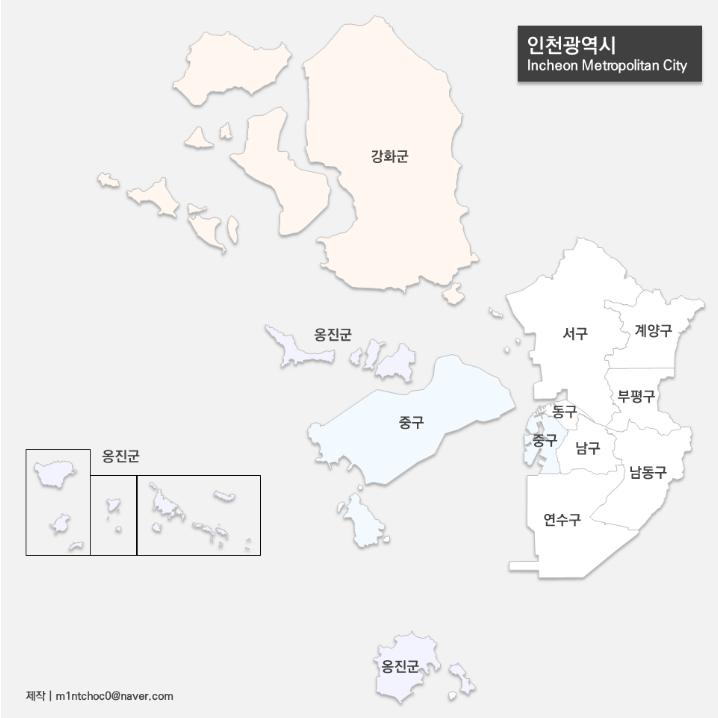 인천광역시
Incheon Metropolitan City
강화군
옹진군
서구
계양구
부평구
중구
동구
중구
남구
남동구
옹진군
연수구
옹진군
제작 | m1ntchoc0@naver.com